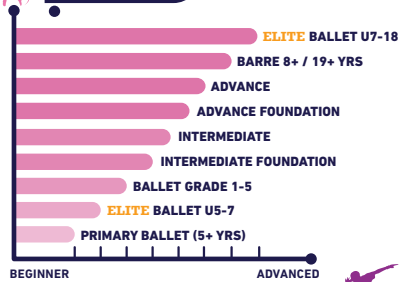 ELITE BALLET U7-18
BARRE 8+ / 19+ YRS
ADVANCE
ADVANCE FOUNDATION
INTERMEDIATE
INTERMEDIATE FOUNDATION
BALLET GRADE 1-5
ELITE BALLET U5-7
PRIMARY BALLET (5+ YRS)
BEGINNER ADVANCED